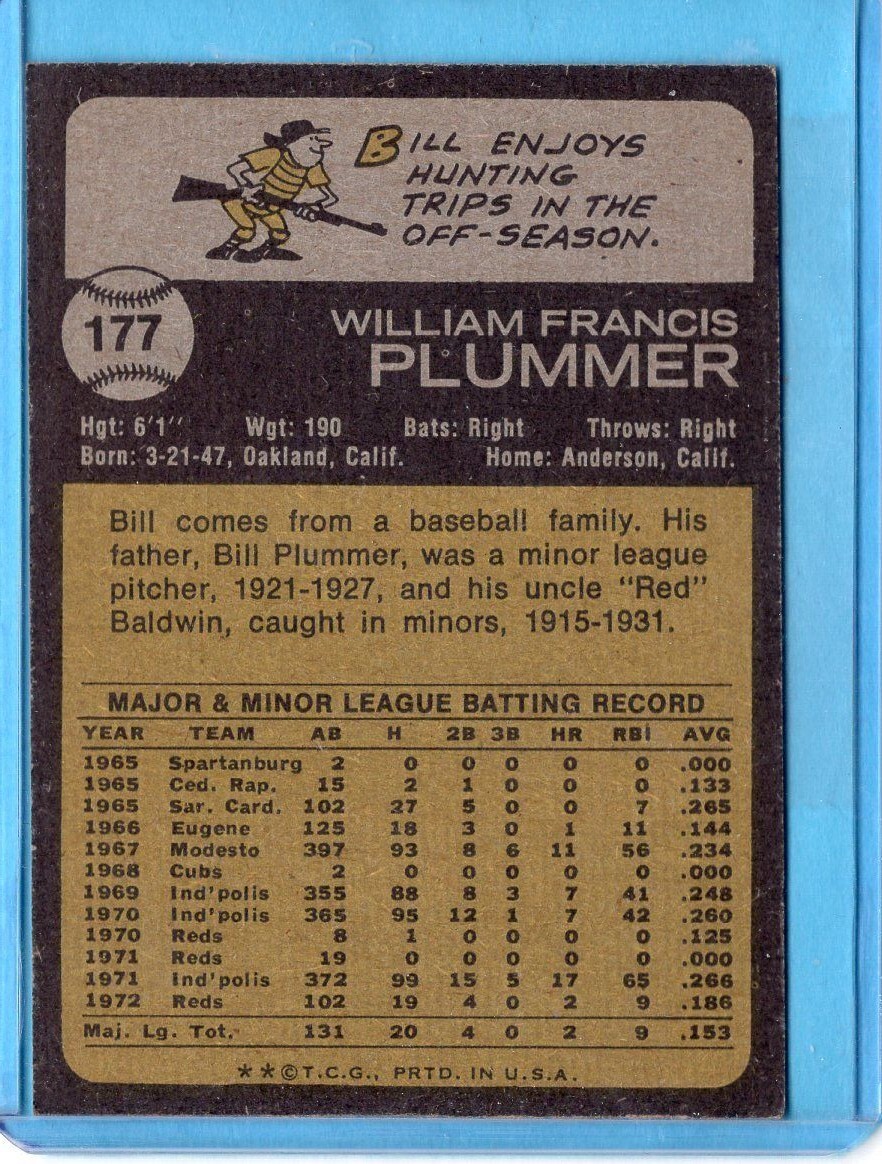 BILL ENJOYS
HUNTING
TRIPS IN THE
OFF-SEASON.
177
WILLIAM FRANCIS
PLUMMER
Hgt: 6'1" Wgt: 190 Bats: Right Throws: Right
Born: 3-21-47, Oakland, Calif. Home: Anderson, Calif.
Bill comes from a baseball family. His
father, Bill Plummer, was a minor league
pitcher, 1921-1927, and his uncle "Red"
Baldwin, caught in minors, 1915-1931.
MAJOR & MINOR LEAGUE BATTING RECORD
YEAR TEAM AB H 2B 3B HR RBI AVG
1965 Spartanburg 2 0 0 0 0 0 .000
1965 Ced. Rap. 15 2 1 0 0 0 .133
1965 Sar. Card. 102 27 5 0 0 7 .265
1966 Eugene 125 18 3 0 1 11 .144
1967 Modesto 397 93 8 6 11 56 .234
1968 Cubs 2 0 0 0 0 0 .000
1969 Ind'polis 355 88 8 3 7 41 .248
1970 Ind'polis 365 95 12 1 7 42 .260
1970 Reds 8 1 0 0 0 0 .125
1971 Reds 19 0 0 0 0 0 .000
1971 Ind'polis 372 99 15 5 17 65 .266
1972 Reds 102 19 4 0 2 9 .186
Maj. Lg. Tot. 131 20 4 0 2 9 .153
**©T.C.G., PRTD. IN U.S.A.